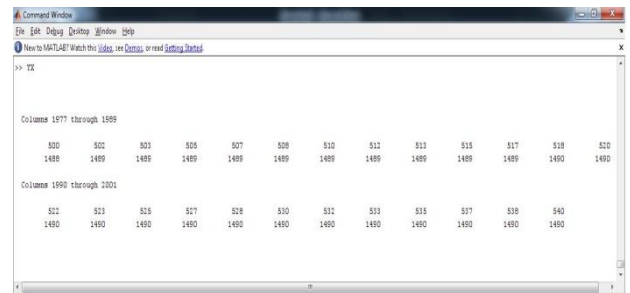 Command Window
File Edit Debug Desktop Window Help
New to MATLAB? Watch this Video, see Demos, or read Getting Started.
>> YX
Columns 1977 through 1989
500 502 503 505 507 508 510 512 513 515 517 518 520
1488 1489 1489 1489 1489 1489 1489 1489 1489 1489 1489 1490 1490
Columns 1990 through 2001
522 523 525 527 528 530 532 533 535 537 538 540
1490 1490 1490 1490 1490 1490 1490 1490 1490 1490 1490 1490